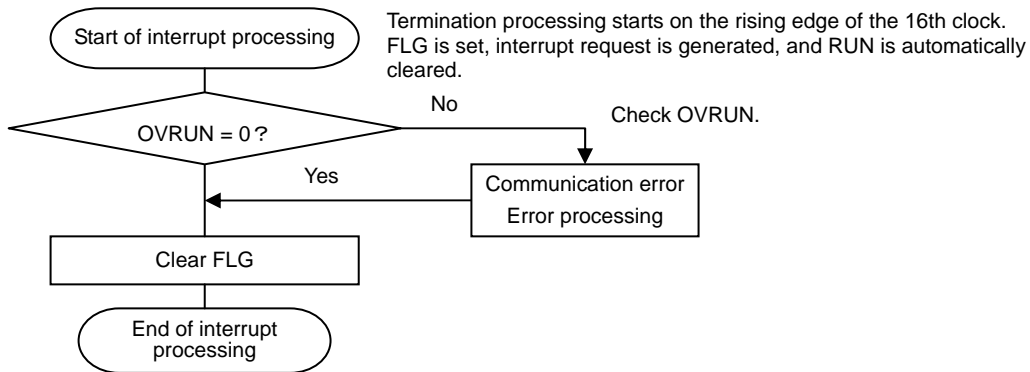 Start of interrupt processing
Termination processing starts on the rising edge of the 16th clock.
FLG is set, interrupt request is generated, and RUN is automatically
cleared.
OVRUN = 0？
No
Check OVRUN.
Yes
Communication error
Error processing
Clear FLG
End of interrupt
processing